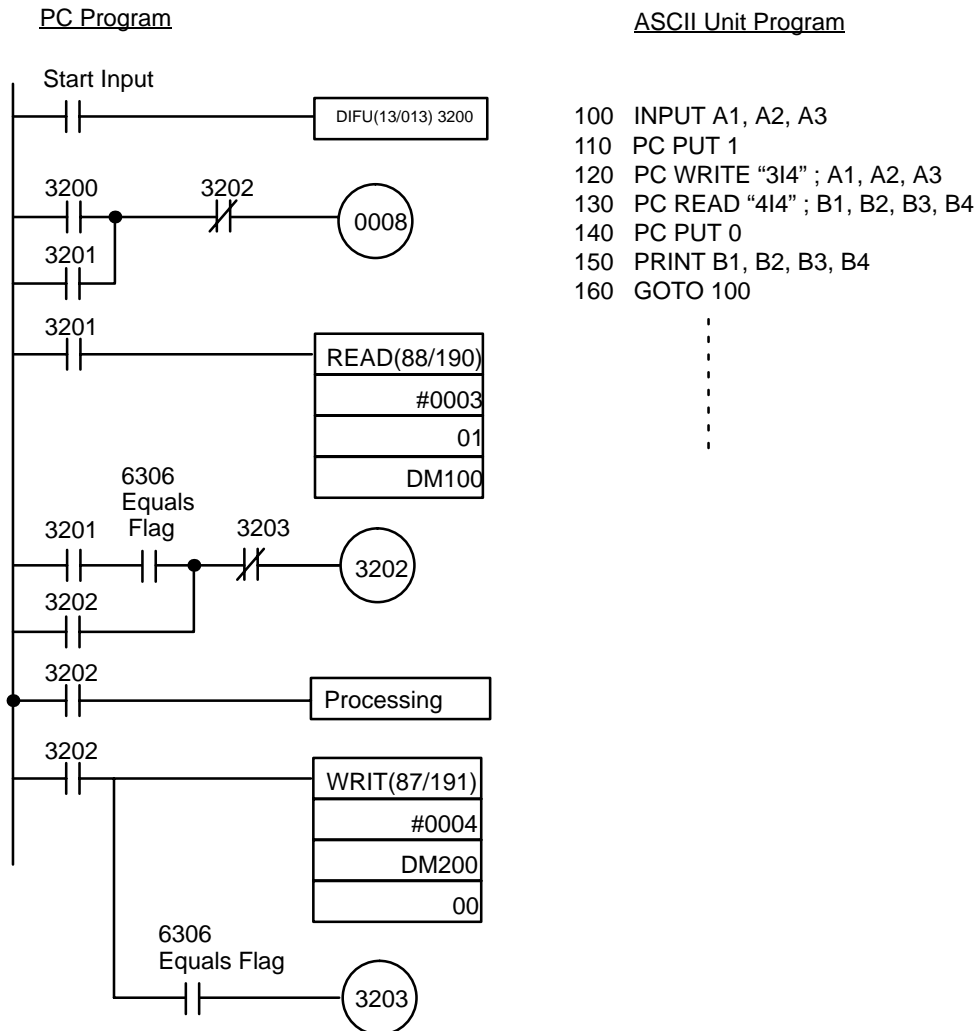 PC Program
ASCII Unit Program
Start Input
DIFU(13/013) 3200
3200
3202
0008
3201
3201
READ(88/190)
#0003
01
DM100
6306
Equals
Flag
3201
3203
3202
3202
3202
Processing
3202
WRIT(87/191)
#0004
DM200
00
6306
Equals Flag
3203
100 INPUT A1, A2, A3
110 PC PUT 1
120 PC WRITE “3I4” ; A1, A2, A3
130 PC READ “4I4” ; B1, B2, B3, B4
140 PC PUT 0
150 PRINT B1, B2, B3, B4
160 GOTO 100